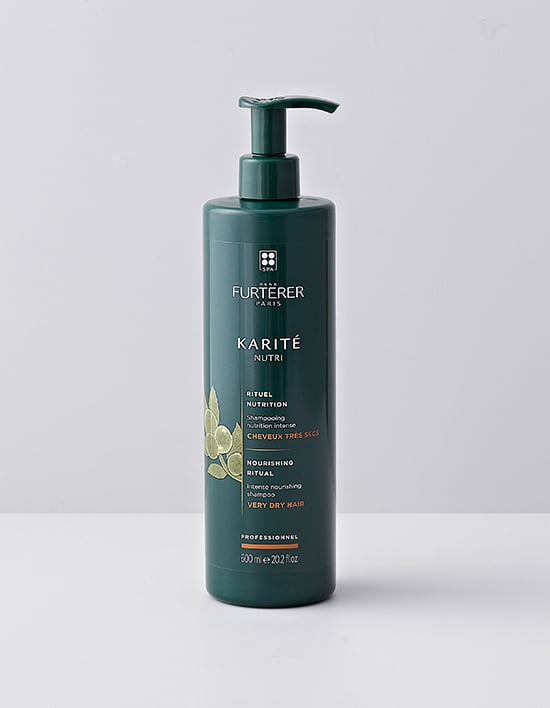 SPA
RENE
FURTERER
PARIS
KARITÉ
NUTRI
RITUEL
NUTRITION
Shampooing
nutrition intense
CHEVEUX TRÈS SECS
NOURISHING
RITUAL
Intense nourishing
shampoo
VERY DRY HAIR
PROFESSIONNEL
600 ml e 20.2 fl.oz.